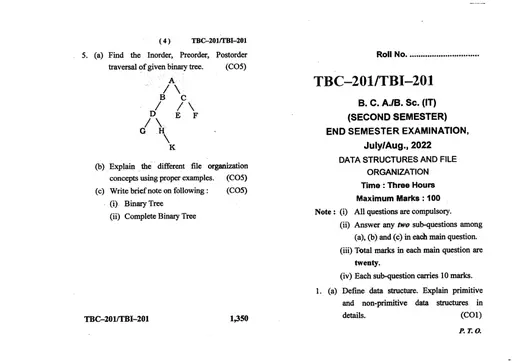 ( 4 ) TBC-201/TBI-201
5. (a) Find the Inorder, Preorder, Postorder
traversal of given binary tree. (CO5)
A
B C
D E F
G H
K
(b) Explain the different file organization
concepts using proper examples. (CO5)
(c) Write brief note on following : (CO5)
(i) Binary Tree
(ii) Complete Binary Tree
TBC-201/TBI-201 1,350
Roll No. ..............................
TBC-201/TBI-201
B. C. A./B. Sc. (IT)
(SECOND SEMESTER)
END SEMESTER EXAMINATION,
July/Aug., 2022
DATA STRUCTURES AND FILE
ORGANIZATION
Time : Three Hours
Maximum Marks : 100
Note : (i) All questions are compulsory.
(ii) Answer any two sub-questions among
(a), (b) and (c) in each main question.
(iii) Total marks in each main question are
twenty.
(iv) Each sub-question carries 10 marks.
1. (a) Define data structure. Explain primitive
and non-primitive data structures in
details. (CO1)
P. T. O.